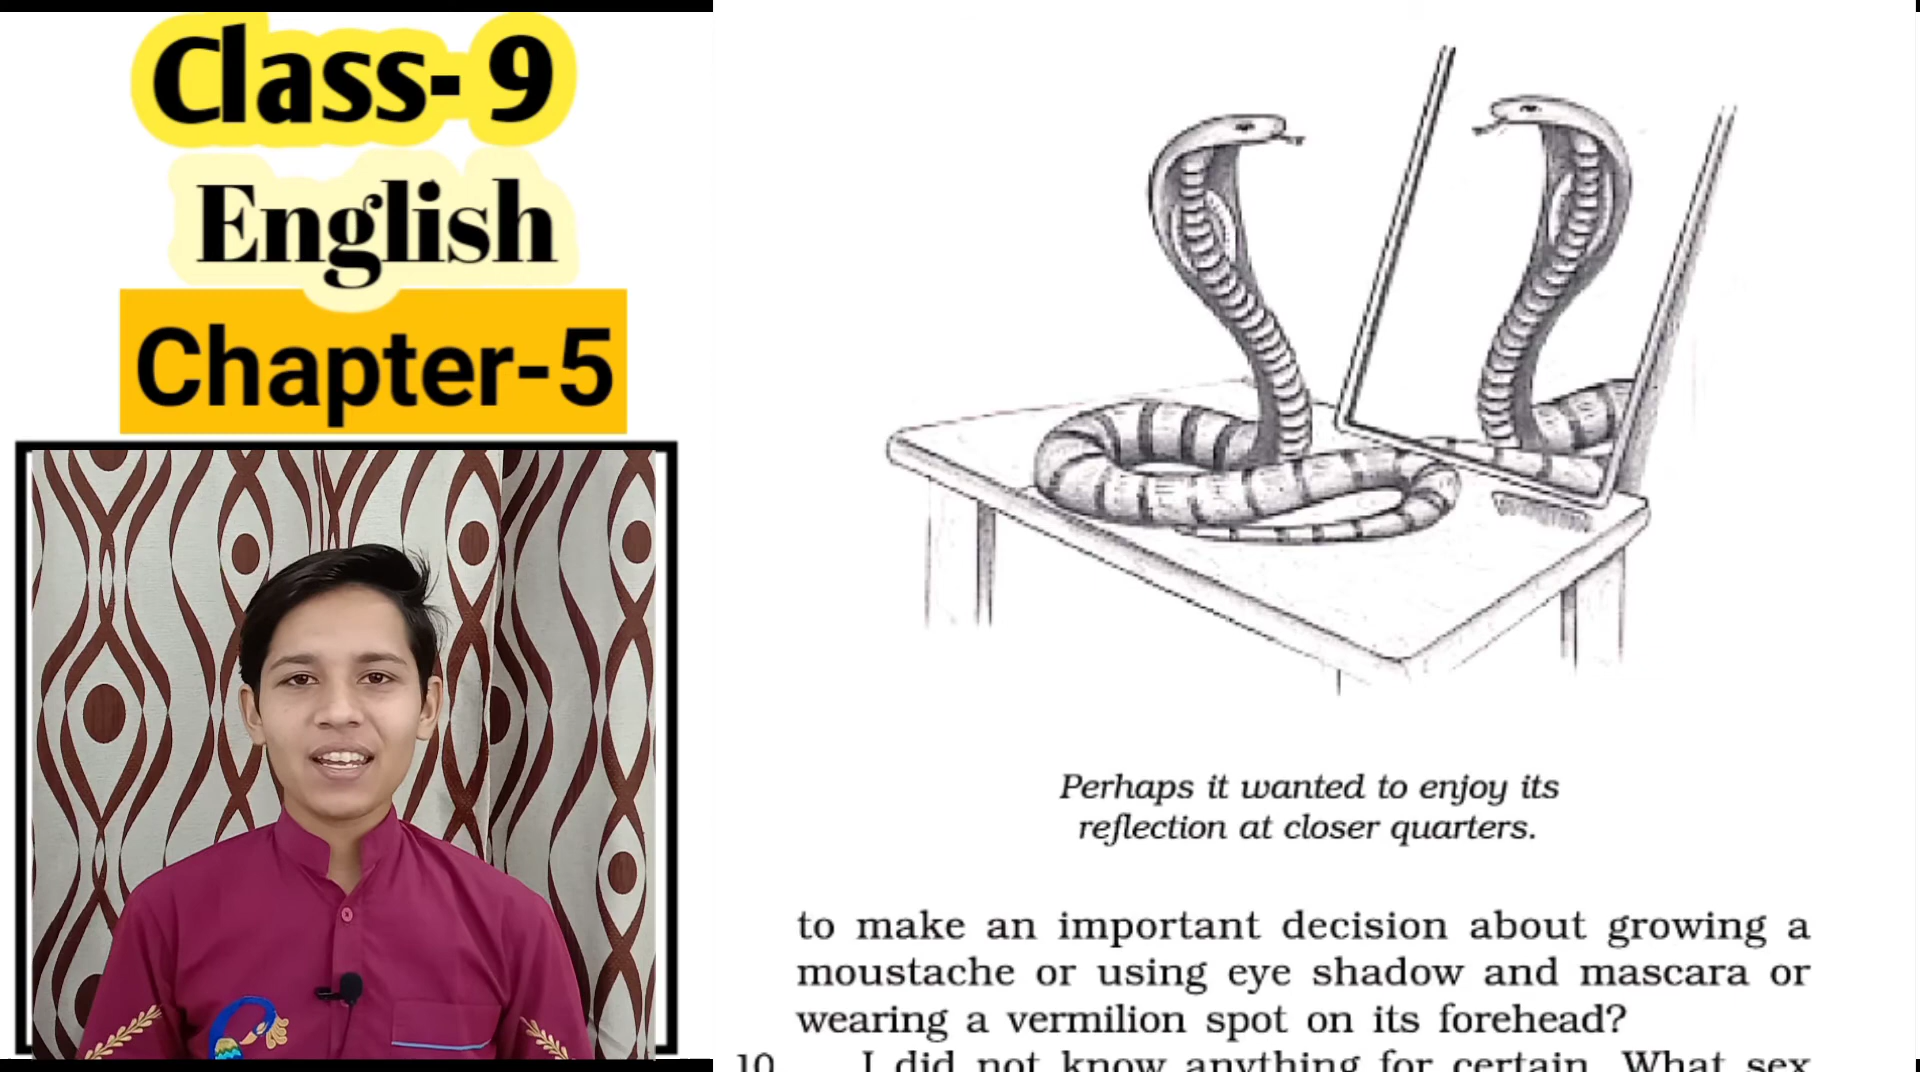 Class- 9
English
Chapter-5
Perhaps it wanted to enjoy its
reflection at closer quarters.
to make an important decision about growing a
moustache or using eye shadow and mascara or
wearing a vermilion spot on its forehead?
10 I did not know anything for certain. What sex